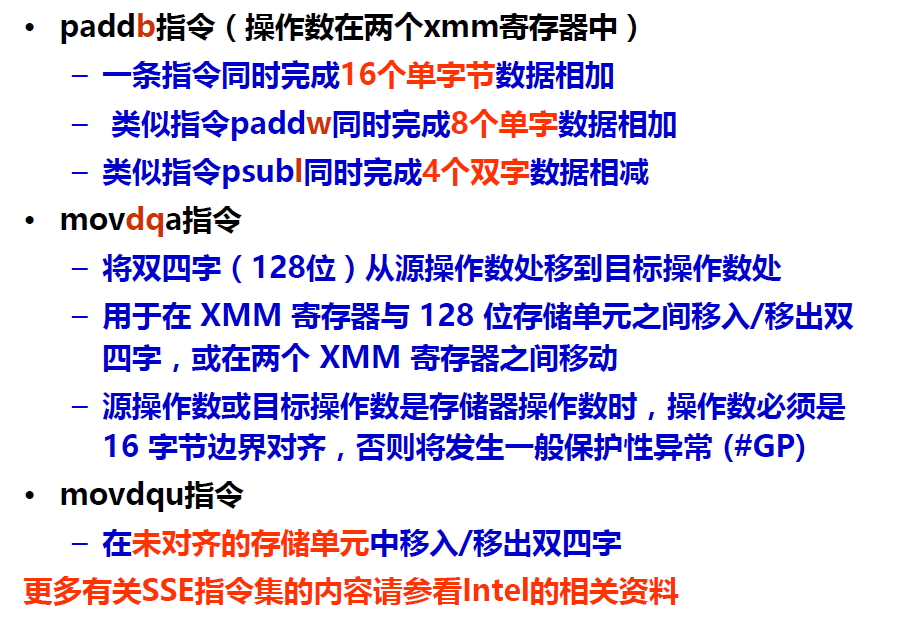 • paddb指令（操作数在两个xmm寄存器中）
– 一条指令同时完成16个单字节数据相加
– 类似指令paddw同时完成8个单字数据相加
– 类似指令psubl同时完成4个双字数据相减
• movdqa指令
– 将双四字（128位）从源操作数处移到目标操作数处
– 用于在 XMM 寄存器与 128 位存储单元之间移入/移出双
四字，或在两个 XMM 寄存器之间移动
– 源操作数或目标操作数是存储器操作数时，操作数必须是
16 字节边界对齐，否则将发生一般保护性异常 (#GP)
• movdqu指令
– 在未对齐的存储单元中移入/移出双四字
更多有关SSE指令集的内容请参看Intel的相关资料